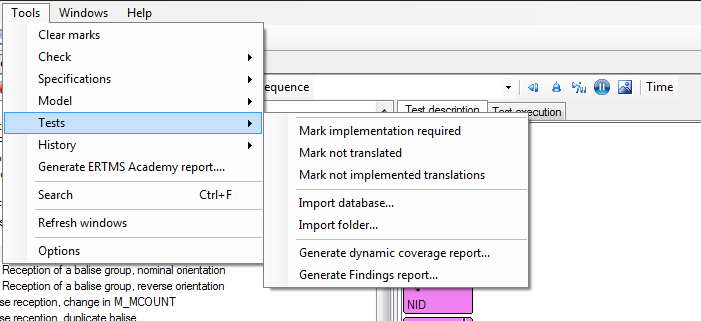 Tools Windows Help
Clear marks
Check
Specifications
Model
Tests
History
Generate ERTMS Academy report....
Search Ctrl+F
Refresh windows
Options
equence
Time
Test description Test execution
Mark implementation required
Mark not translated
Mark not implemented translations
Import database...
Import folder...
Generate dynamic coverage report...
Generate Findings report...
Reception of a balise group, nominal orientation
Reception of a balise group, reverse orientation
se reception, change in M_MCOUNT
se reception, duplicate balise
NID